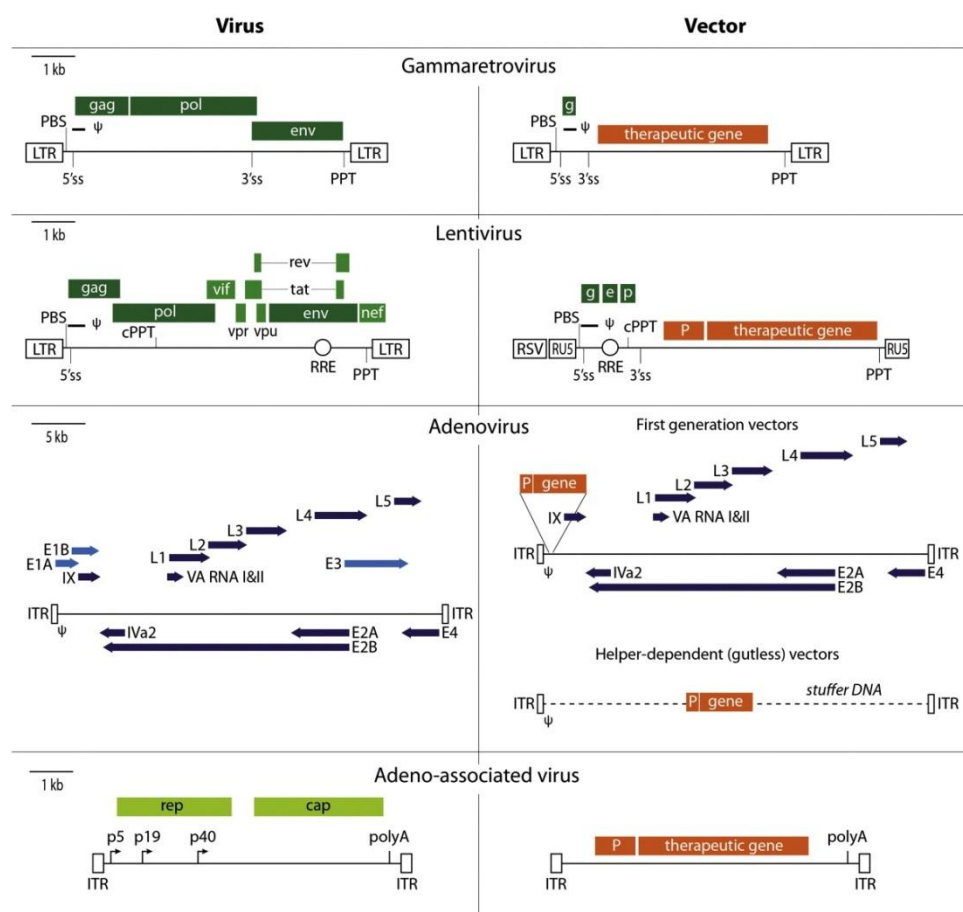 Virus Vector
1 kb
Gammaretrovirus
gag pol
PBS ψ env
LTR LTR
5'ss 3'ss PPT
g
PBS ψ therapeutic gene
LTR LTR
5'ss 3'ss PPT
1 kb
Lentivirus
rev
gag vif tat
pol env nef
PBS ψ cPPT vpr vpu
LTR LTR
5'ss RRE PPT
g e p
PBS ψ cPPT P therapeutic gene
RSV RU5 RU5
5'ss RRE 3'ss PPT
5 kb
Adenovirus
L5
L4
L3
L2
E1B L1
E1A E3
IX VA RNA I&II
ITR ITR
ψ
IVa2 E2A E4
E2B
First generation vectors
L5
L4
L3
P gene L2
L1
IX VA RNA I&II
ITR ITR
ψ
IVa2 E2A E4
E2B
Helper-dependent (gutless) vectors
stuffer DNA
ITR P gene ITR
ψ
1 kb
Adeno-associated virus
rep cap
p5 p19 p40 polyA
ITR ITR
P therapeutic gene polyA
ITR ITR